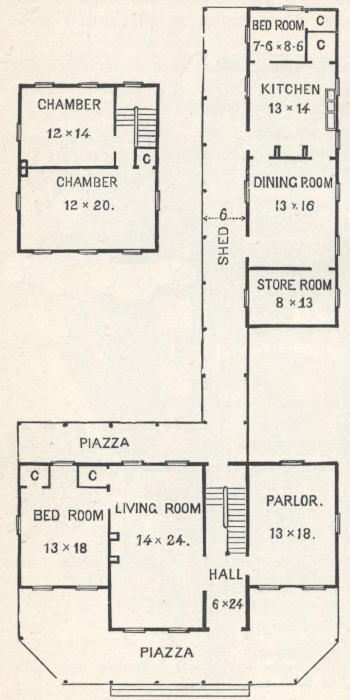 BED ROOM
7-6 × 8-6
C
C
KITCHEN
13 × 14
CHAMBER
12 × 14
C
CHAMBER
12 × 20.
DINING ROOM
13 × 16
6
SHED
STORE ROOM
8 × 13
PIAZZA
C
C
BED ROOM
13 × 18
LIVING ROOM
14 × 24.
PARLOR.
13 × 18.
HALL
6 × 24
PIAZZA